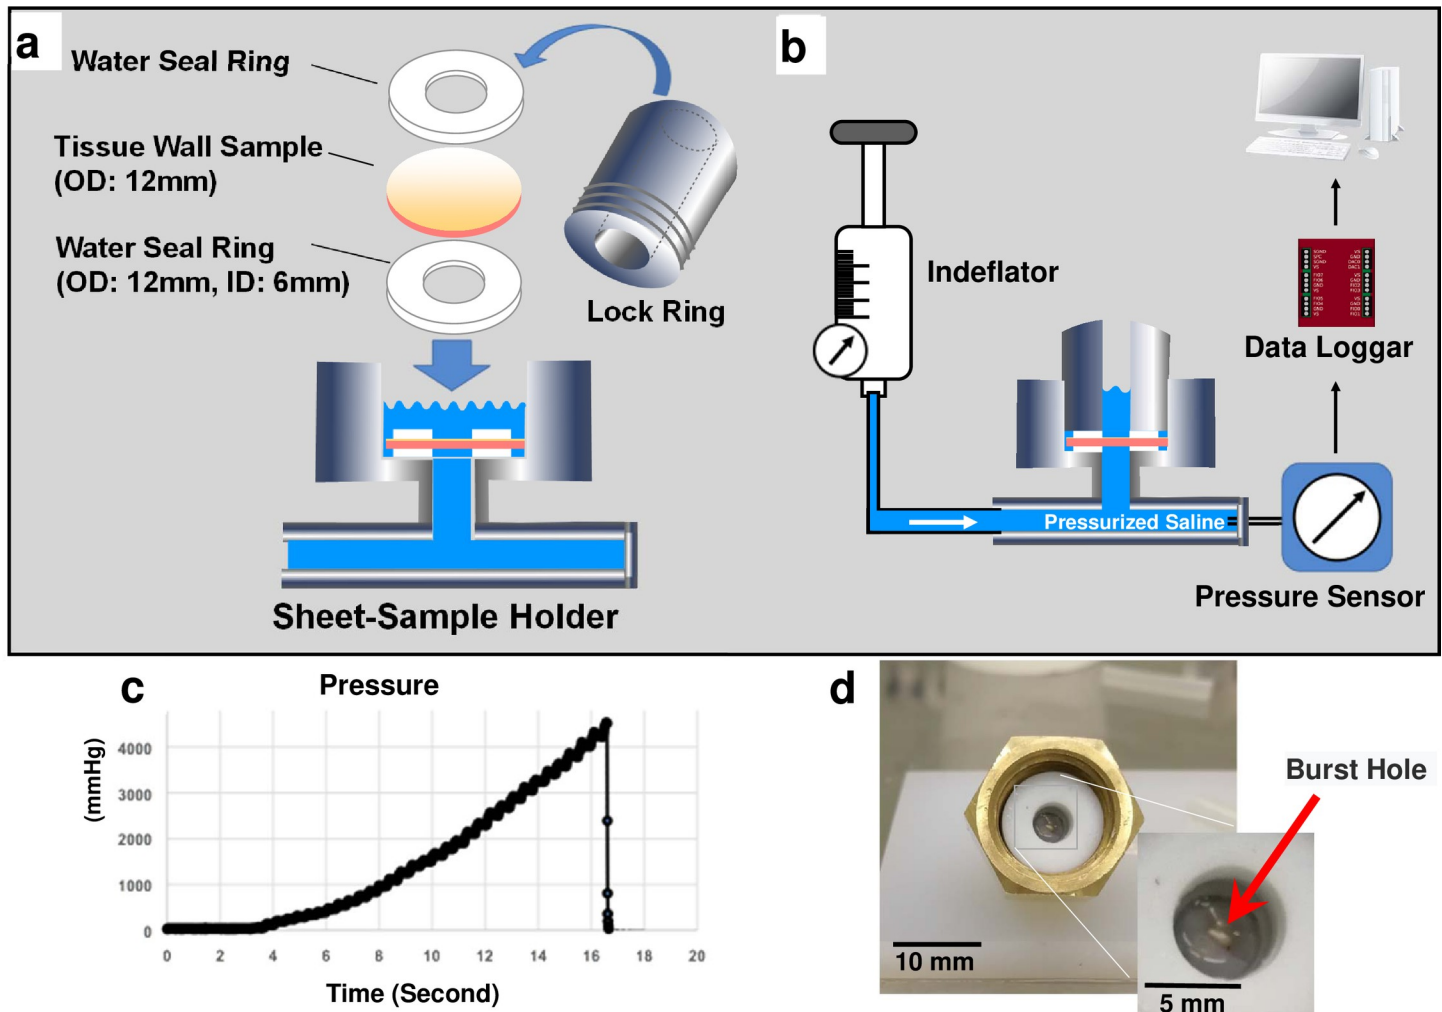 a
Water Seal Ring
Tissue Wall Sample
(OD: 12mm)
Water Seal Ring
(OD: 12mm, ID: 6mm)
Lock Ring
Sheet-Sample Holder
b
Indeflator
Data Loggar
Pressurized Saline
Pressure Sensor
c
Pressure
(mmHg)
4000
3000
2000
1000
0
0 2 4 6 8 10 12 14 16 18 20
Time (Second)
d
Burst Hole
10 mm
5 mm